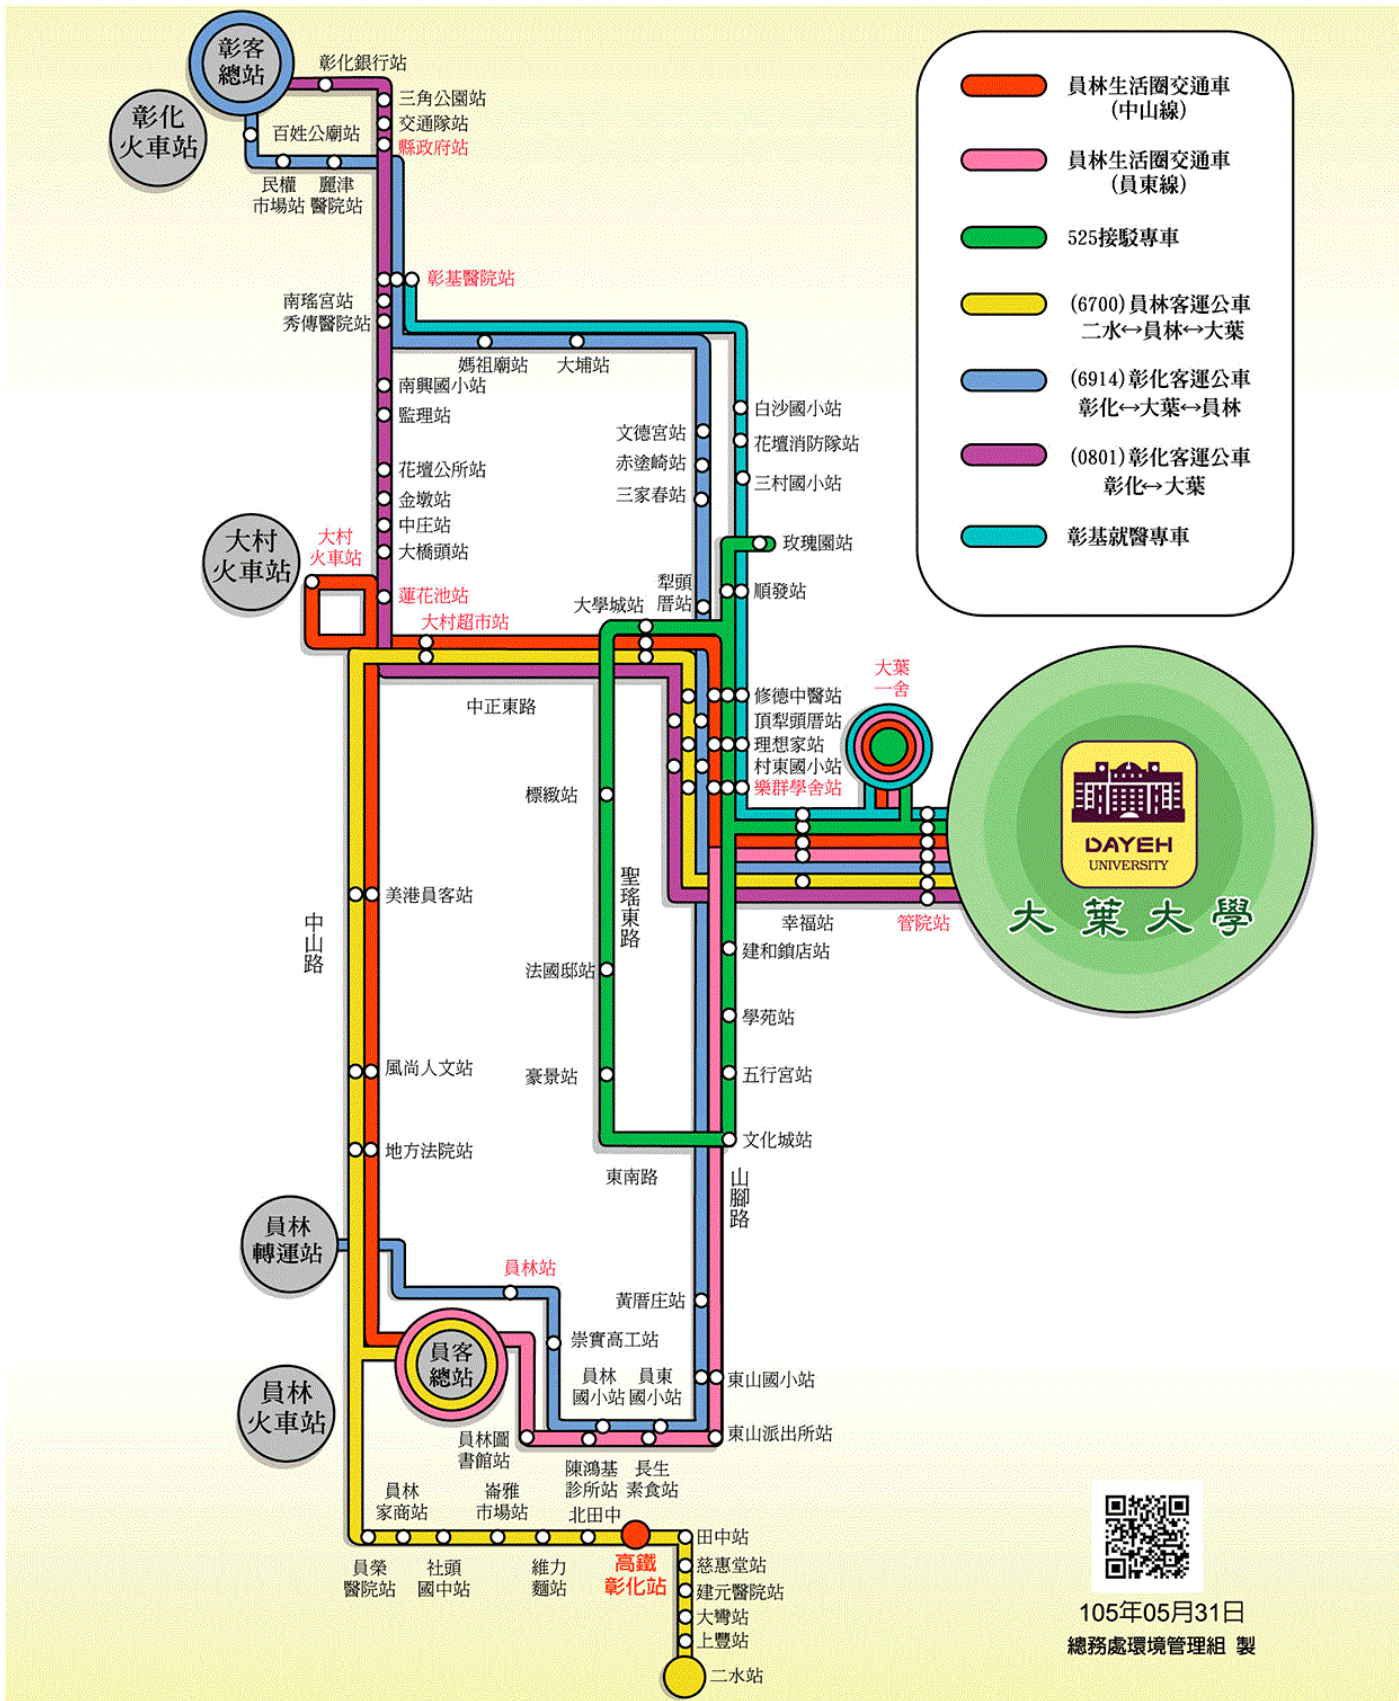 彰客
總站
彰化銀行站
三角公園站
交通隊站
縣政府站
彰化
火車站
百姓公廟站
民權
市場站
麗津
醫院站
彰基醫院站
南瑤宮站
秀傳醫院站
媽祖廟站
大埔站
南興國小站
監理站
白沙國小站
文德宮站
花壇消防隊站
赤塗崎站
花壇公所站
三村國小站
三家春站
金墩站
中庄站
大橋頭站
大村
火車站
大村
火車站
玫瑰園站
犁頭
厝站
順發站
蓮花池站
大學城站
大村超市站
中正東路
修德中醫站
頂犁頭厝站
理想家站
村東國小站
樂群學舍站
大葉
一舍
標緻站
聖瑤東路
中山路
美港員客站
幸福站
管院站
建和鎖店站
法國邸站
學苑站
風尚人文站
豪景站
五行宮站
文化城站
地方法院站
東南路
山腳路
員林
轉運站
員林站
黃厝庄站
崇實高工站
員客
總站
員林
國小站
員東
國小站
東山國小站
員林
火車站
東山派出所站
員林圖
書館站
陳鴻基
診所站
長生
素食站
員林
家商站
崙雅
市場站
北田中
田中站
員榮
醫院站
社頭
國中站
維力
麵站
高鐵
彰化站
慈惠堂站
建元醫院站
大彎站
上豐站
二水站
員林生活圈交通車
(中山線)
員林生活圈交通車
(員東線)
525接駁專車
(6700)員林客運公車
二水↔員林↔大葉
(6914)彰化客運公車
彰化↔大葉↔員林
(0801)彰化客運公車
彰化↔大葉
彰基就醫專車
DAYEH
UNIVERSITY
大葉大學
105年05月31日
總務處環境管理組 製